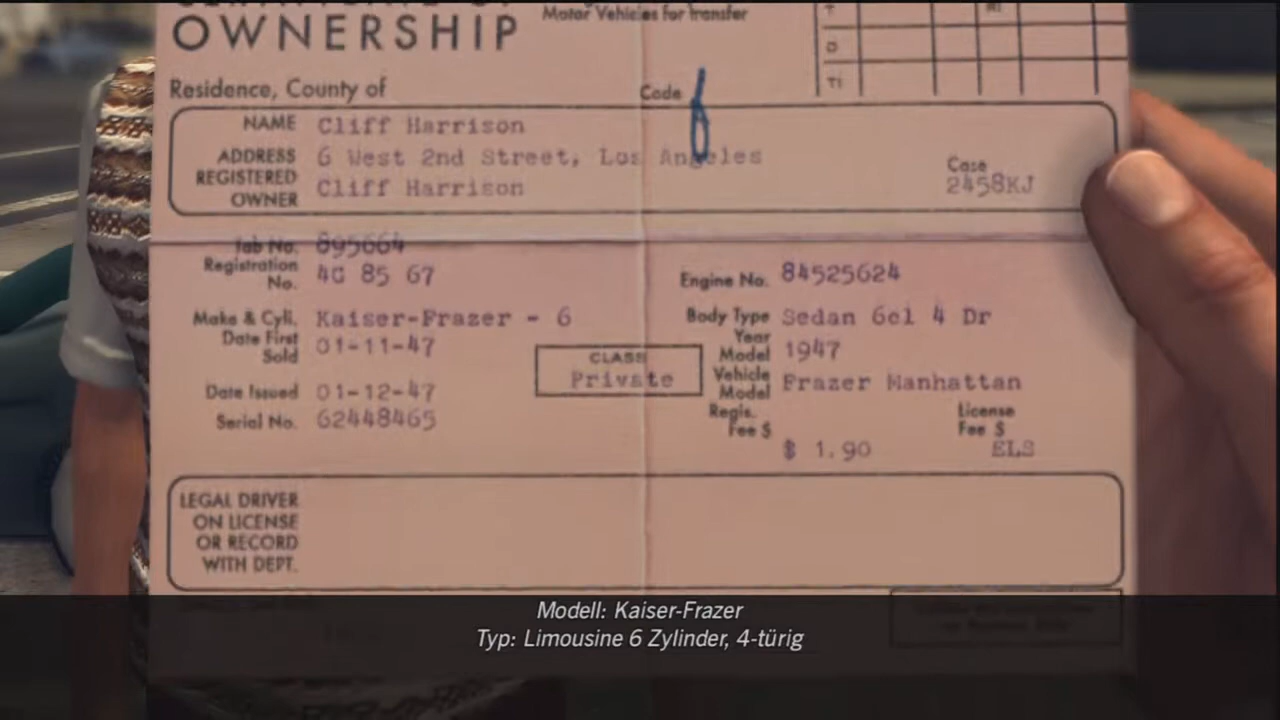 OWNERSHIP
Motor Vehicles for transfer
T
D
TI
Residence, County of
Code
NAME Cliff Harrison
ADDRESS 6 West 2nd Street, Los Angeles
REGISTERED OWNER Cliff Harrison
Case
2458KJ
895664
Registration No. 4C 85 67
Engine No. 84525624
Make & Cyli. Kaiser-Frazer - 6
Body Type Sedan 6cl 4 Dr
Date First Sold 01-11-47
CLASS
Private
Year Model 1947
Date Issued 01-12-47
Vehicle Model Frazer Manhattan
Serial No. 62448465
Regis. Fee $
$ 1.90
License Fee $
ELS
LEGAL DRIVER
ON LICENSE
OR RECORD
WITH DEPT.
Modell: Kaiser-Frazer
Typ: Limousine 6 Zylinder, 4-türig